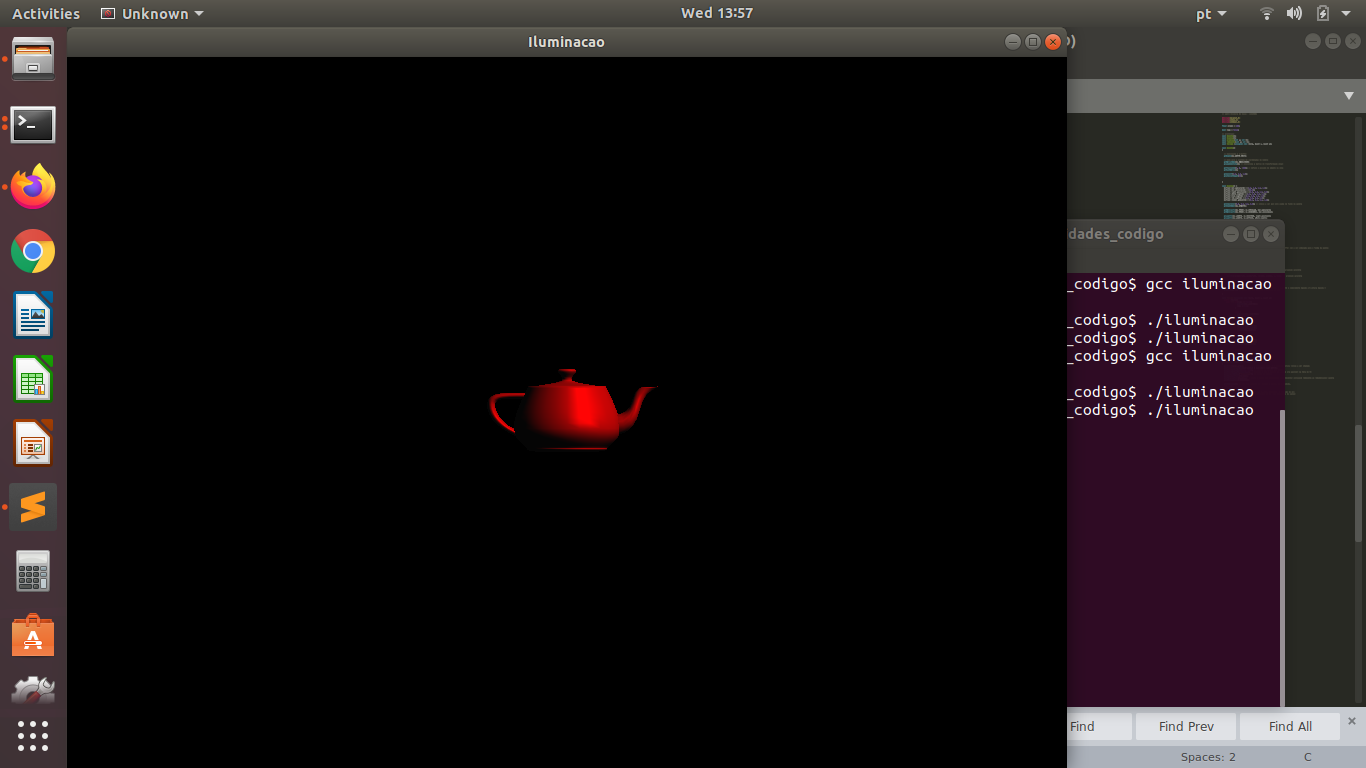 Activities Unknown Wed 13:57 pt
Iluminacao
)
dades_codigo
_codigo$ gcc iluminacao
_codigo$ ./iluminacao
_codigo$ ./iluminacao
_codigo$ gcc iluminacao
_codigo$ ./iluminacao
_codigo$ ./iluminacao
Find Find Prev Find All
Spaces: 2 C